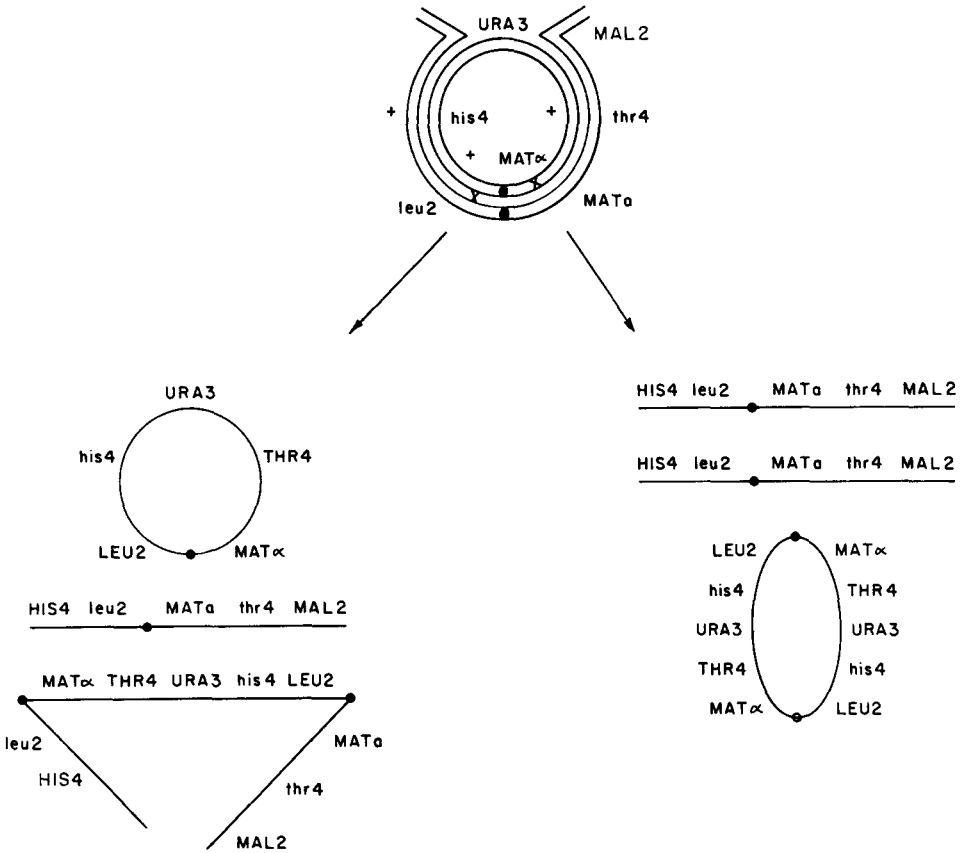 URA3
MAL2
+
his4
+
thr4
+
MATα
leu2
MATa
URA3
his4
THR4
LEU2
MATα
HIS4 leu2 MATa thr4 MAL2
MATα THR4 URA3 his4 LEU2
leu2
MATa
HIS4
thr4
MAL2
HIS4 leu2 MATa thr4 MAL2
HIS4 leu2 MATa thr4 MAL2
LEU2 MATα
his4 THR4
URA3 URA3
THR4 his4
MATα LEU2